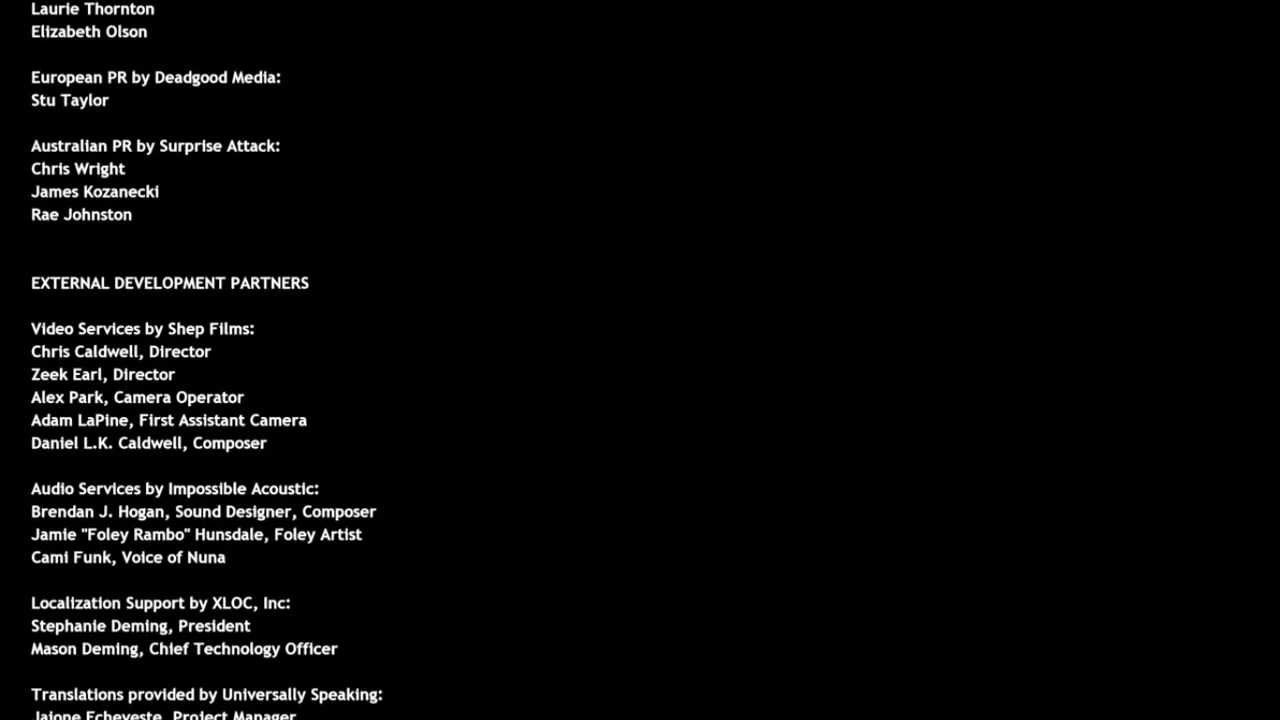 Laurie Thornton
Elizabeth Olson
European PR by Deadgood Media:
Stu Taylor
Australian PR by Surprise Attack:
Chris Wright
James Kozanecki
Rae Johnston
EXTERNAL DEVELOPMENT PARTNERS
Video Services by Shep Films:
Chris Caldwell, Director
Zeek Earl, Director
Alex Park, Camera Operator
Adam LaPine, First Assistant Camera
Daniel L.K. Caldwell, Composer
Audio Services by Impossible Acoustic:
Brendan J. Hogan, Sound Designer, Composer
Jamie "Foley Rambo" Hunsdale, Foley Artist
Cami Funk, Voice of Nuna
Localization Support by XLOC, Inc:
Stephanie Deming, President
Mason Deming, Chief Technology Officer
Translations provided by Universally Speaking:
Jaione Echeveste, Project Manager